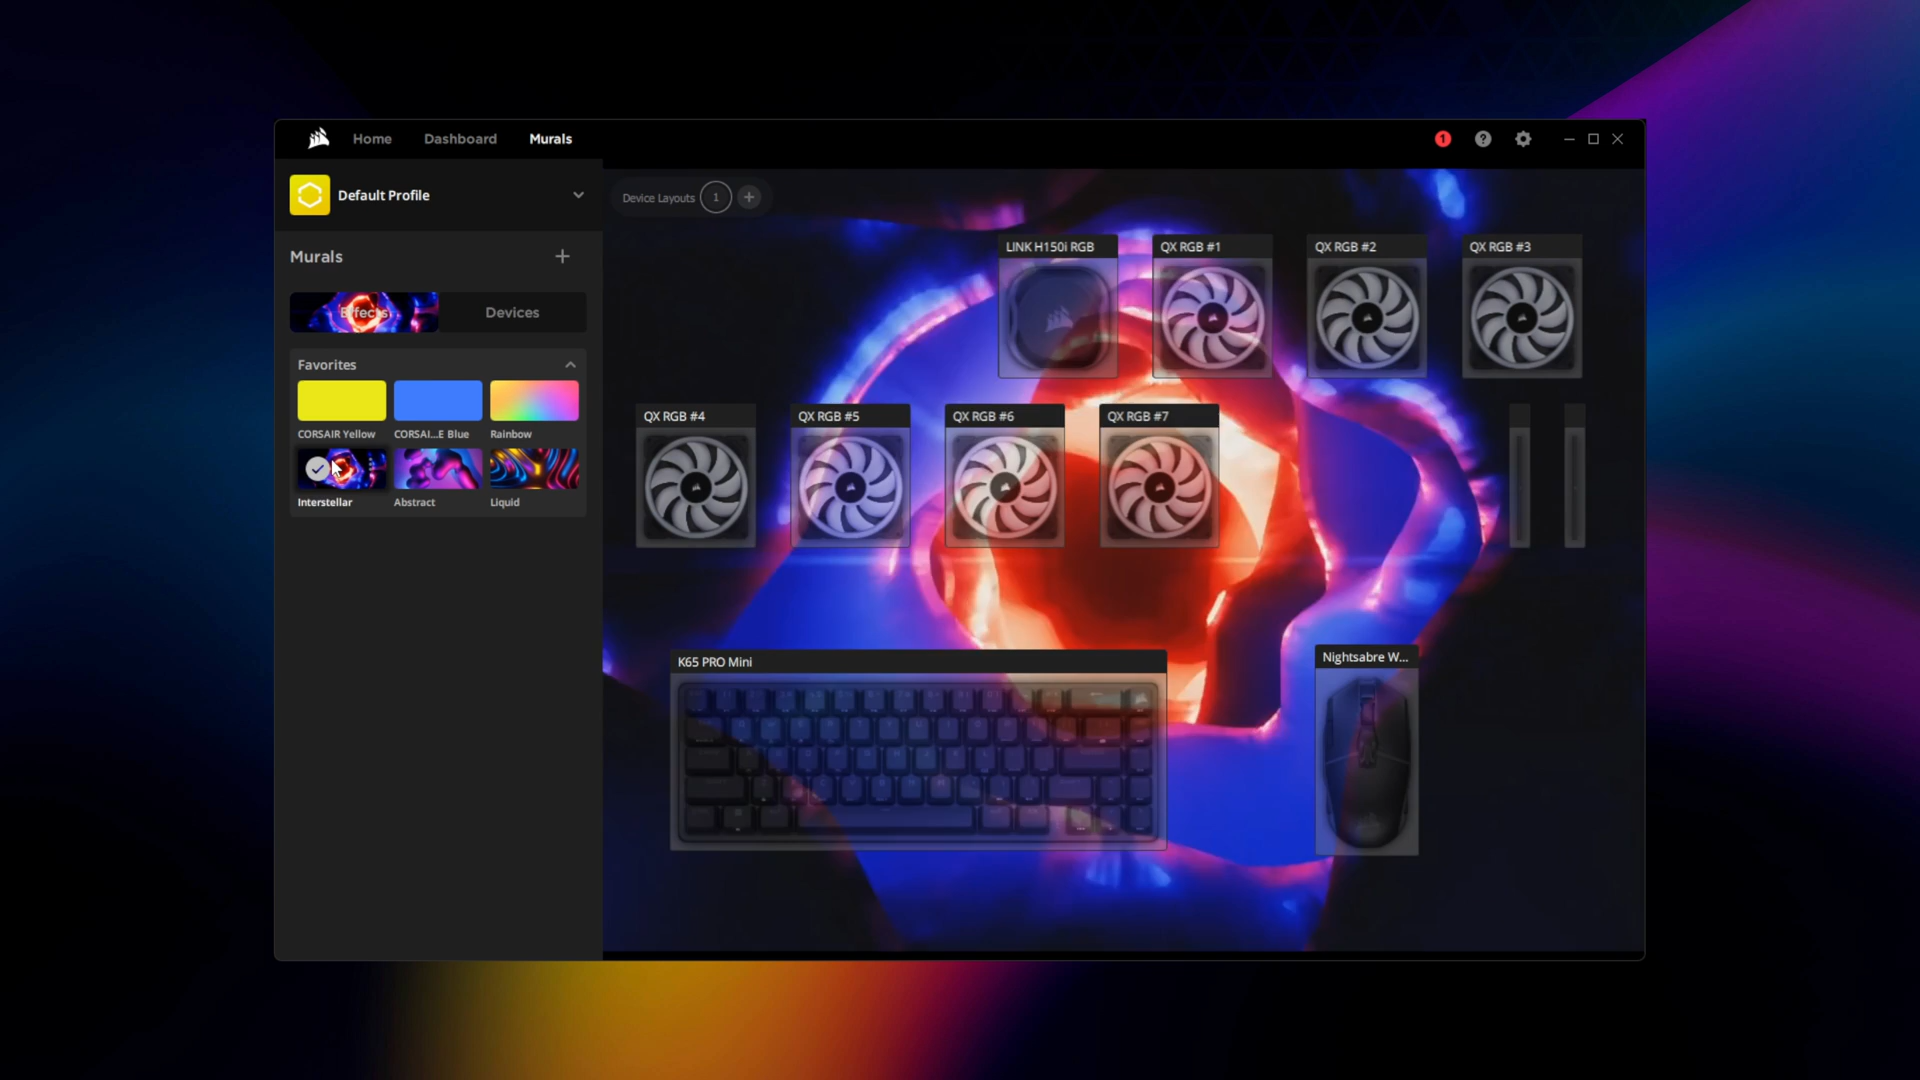 Home Dashboard Murals
1
Default Profile
Device Layouts 1
Murals
Effects Devices
Favorites
CORSAIR Yellow CORSAI...E Blue Rainbow
Interstellar Abstract Liquid
LINK H150i RGB QX RGB #1 QX RGB #2 QX RGB #3
QX RGB #4 QX RGB #5 QX RGB #6 QX RGB #7
K65 PRO Mini
Nightsabre W...